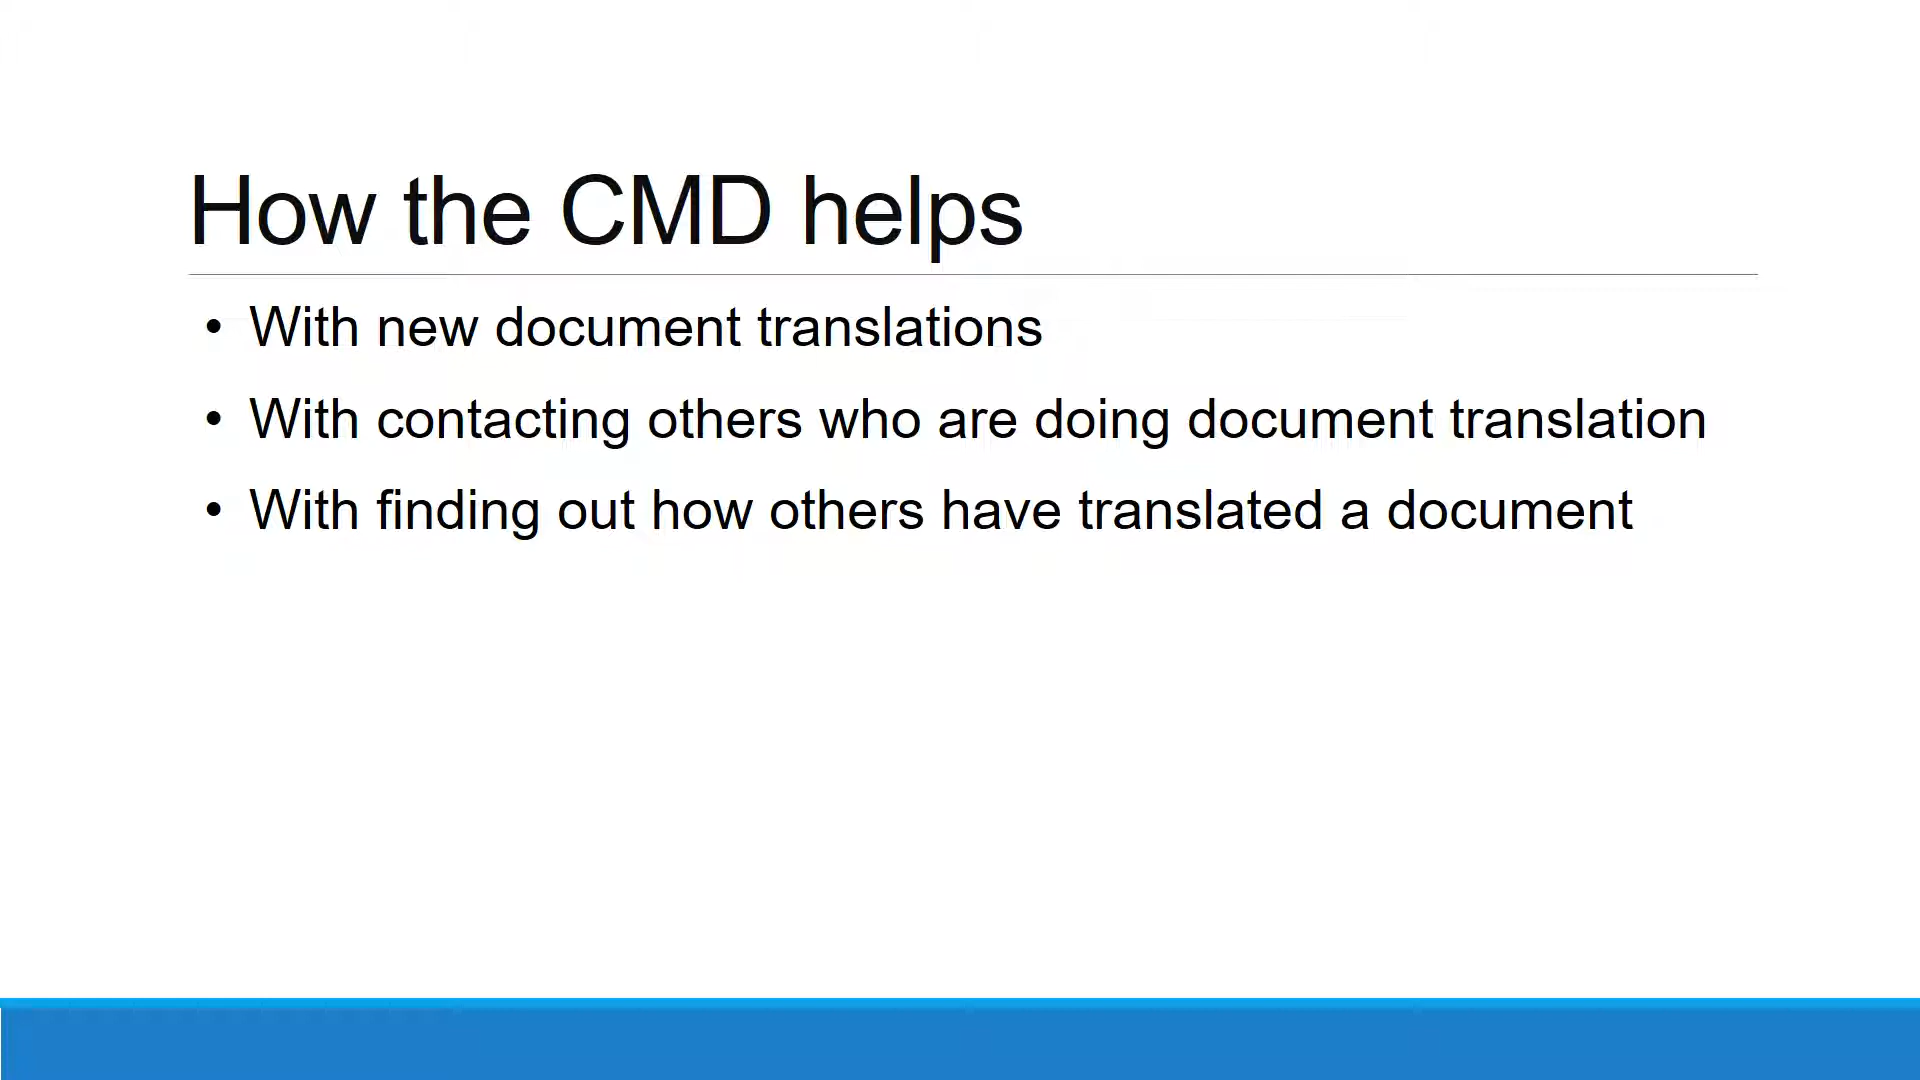 How the CMD helps
• With new document translations
• With contacting others who are doing document translation
• With finding out how others have translated a document